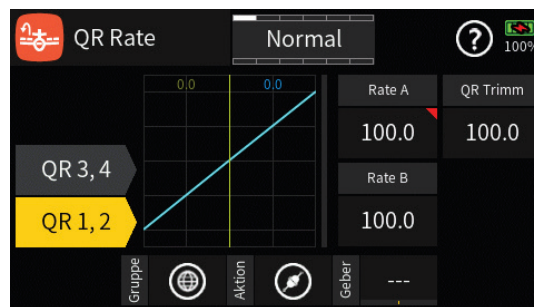 QR Rate
Normal
?
100%
0.0
0.0
Rate A
QR Trimm
100.0
100.0
QR 3, 4
Rate B
QR 1, 2
100.0
Gruppe
Aktion
Geber
---